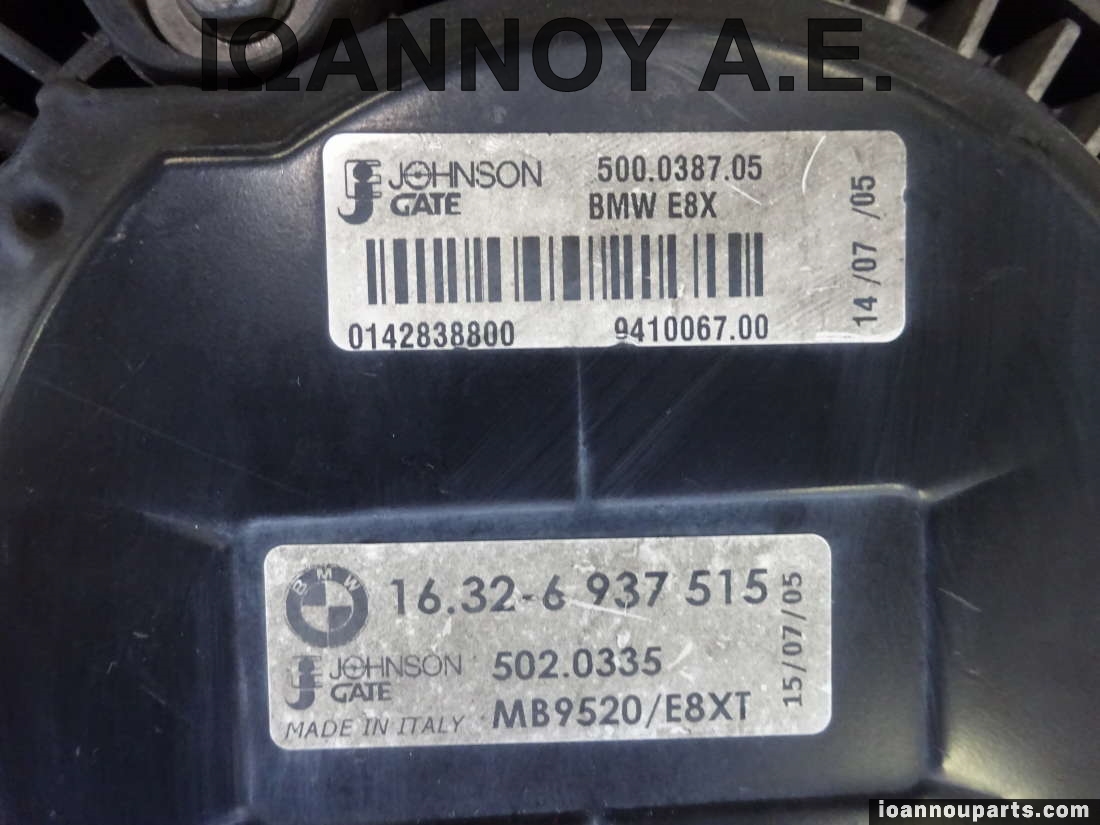 ΙΩΑΝΝΟΥ Α.Ε.
JOHNSON
GATE
500.0387.05
BMW E8X
0142838800
9410067.00
14/07 /05
BMW
16.32-6 937 515
JOHNSON
GATE
502.0335
MB9520/E8XT
MADE IN ITALY
15/07/05
ioannouparts.com